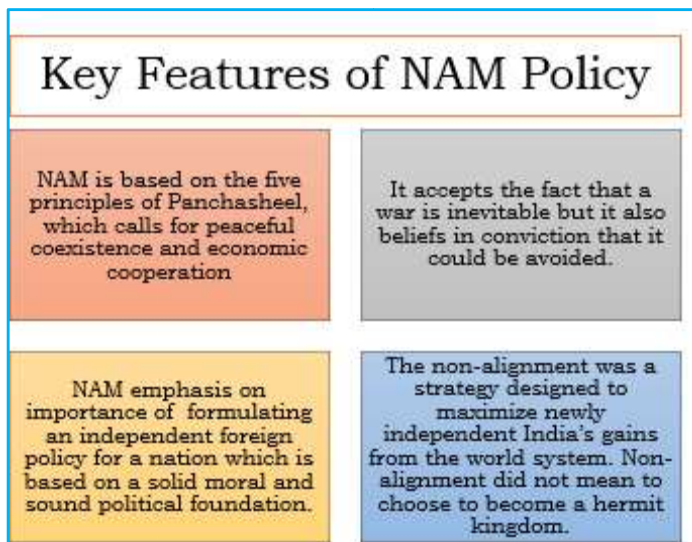 Key Features of NAM Policy
NAM is based on the five
principles of Panchasheel,
which calls for peaceful
coexistence and economic
cooperation
It accepts the fact that a
war is inevitable but it also
beliefs in conviction that it
could be avoided.
NAM emphasis on
importance of formulating
an independent foreign
policy for a nation which is
based on a solid moral and
sound political foundation.
The non-alignment was a
strategy designed to
maximize newly
independent India's gains
from the world system. Non-
alignment did not mean to
choose to become a hermit
kingdom.